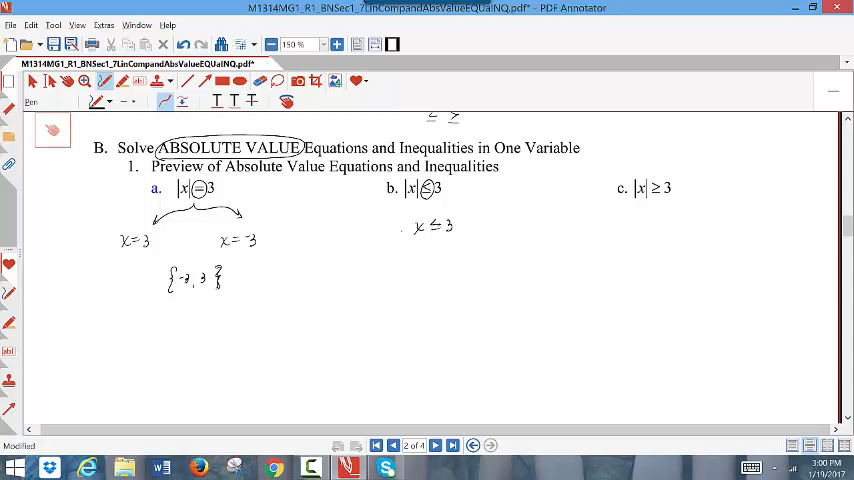 M1314MG1_R1_BNSec1_7LinCompandAbsValueEQUAINQ.pdf* - PDF Annotator
File Edit Tool View Extras Window Help
150 %
M1314MG1_R1_BNSec1_7LinCompandAbsValueEQUAINQ.pdf*
Pen
≤ ≥
B. Solve ABSOLUTE VALUE Equations and Inequalities in One Variable
1. Preview of Absolute Value Equations and Inequalities
a. |x| = 3 b. |x| ≤ 3 c. |x| ≥ 3
x ≤ 3
x = 3 x = -3
{-3, 3}
Modified 2 of 4
3:00 PM
1/19/2017